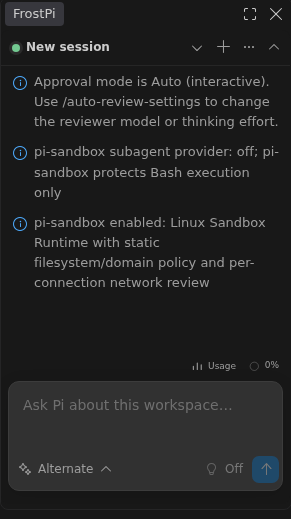 FrostPi
New session
Approval mode is Auto (interactive).
Use /auto-review-settings to change
the reviewer model or thinking effort.
pi-sandbox subagent provider: off; pi-
sandbox protects Bash execution
only
pi-sandbox enabled: Linux Sandbox
Runtime with static
filesystem/domain policy and per-
connection network review
Usage 0%
Ask Pi about this workspace...
Alternate Off